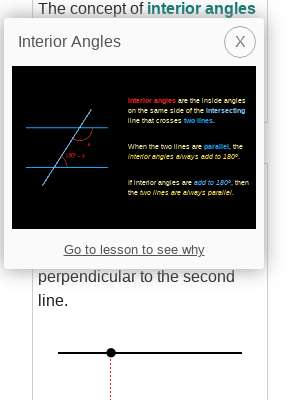 The concept of interior angles
Interior Angles
X
Interior angles are the inside angles
on the same side of the intersecting
line that crosses two lines.
When the two lines are parallel, the
interior angles always add to 180º.
If interior angles are add to 180º, then
the two lines are always parallel.
x
180º - x
Go to lesson to see why
perpendicular to the second
line.